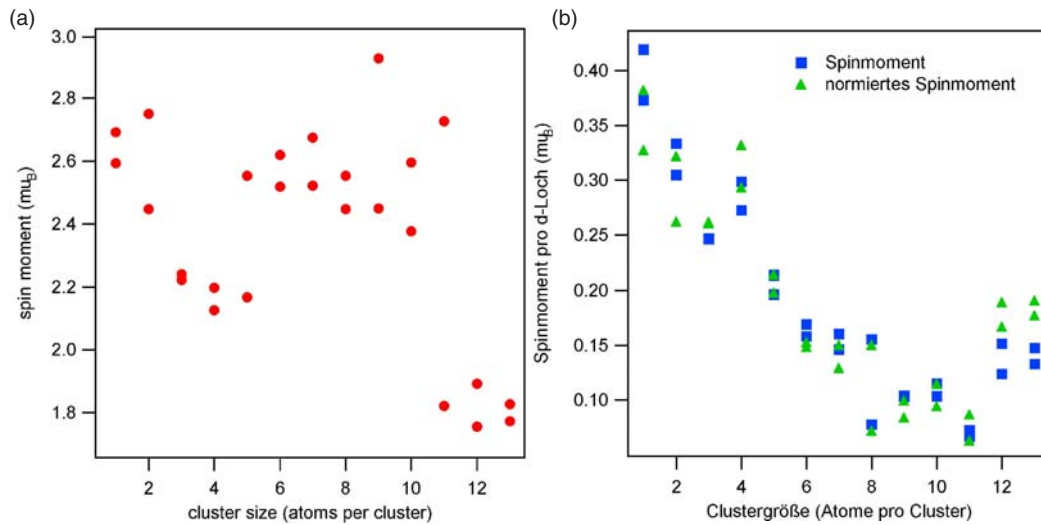 (a)
spin moment (muB)
3.0
2.8
2.6
2.4
2.2
2.0
1.8
2 4 6 8 10 12
cluster size (atoms per cluster)
(b)
Spinmoment pro d-Loch (muB)
0.40
0.35
0.30
0.25
0.20
0.15
0.10
Spinmoment
normiertes Spinmoment
2 4 6 8 10 12
Clustergröße (Atome pro Cluster)